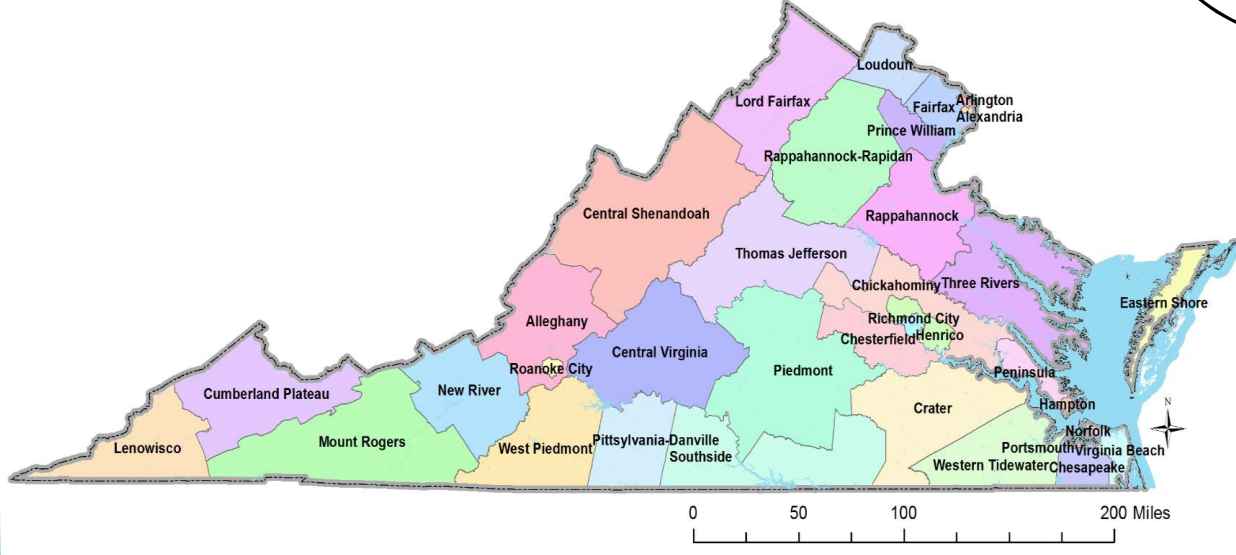 Loudoun
Lord Fairfax
Fairfax
Arlington
Alexandria
Prince William
Rappahannock-Rapidan
Central Shenandoah
Rappahannock
Thomas Jefferson
Chickahominy
Three Rivers
Eastern Shore
Alleghany
Richmond City
Henrico
Chesterfield
Central Virginia
Roanoke City
Piedmont
Peninsula
New River
Cumberland Plateau
Hampton
Crater
Mount Rogers
Lenowisco
West Piedmont
Pittsylvania-Danville
Southside
Norfolk
Portsmouth
Virginia Beach
Western Tidewater
Chesapeake
N
0 50 100 200 Miles